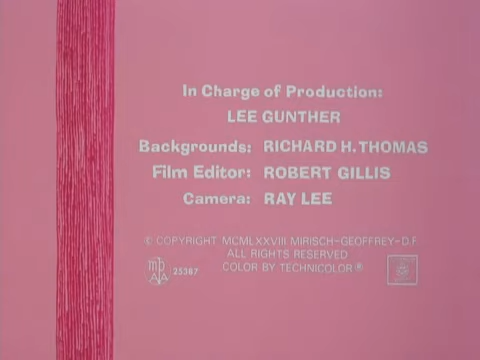 In Charge of Production:
LEE GUNTHER
Backgrounds: RICHARD H. THOMAS
Film Editor: ROBERT GILLIS
Camera: RAY LEE
© COPYRIGHT MCMLXXVIII MIRISCH-GEOFFREY-D.F.
ALL RIGHTS RESERVED
COLOR BY TECHNICOLOR®
25367